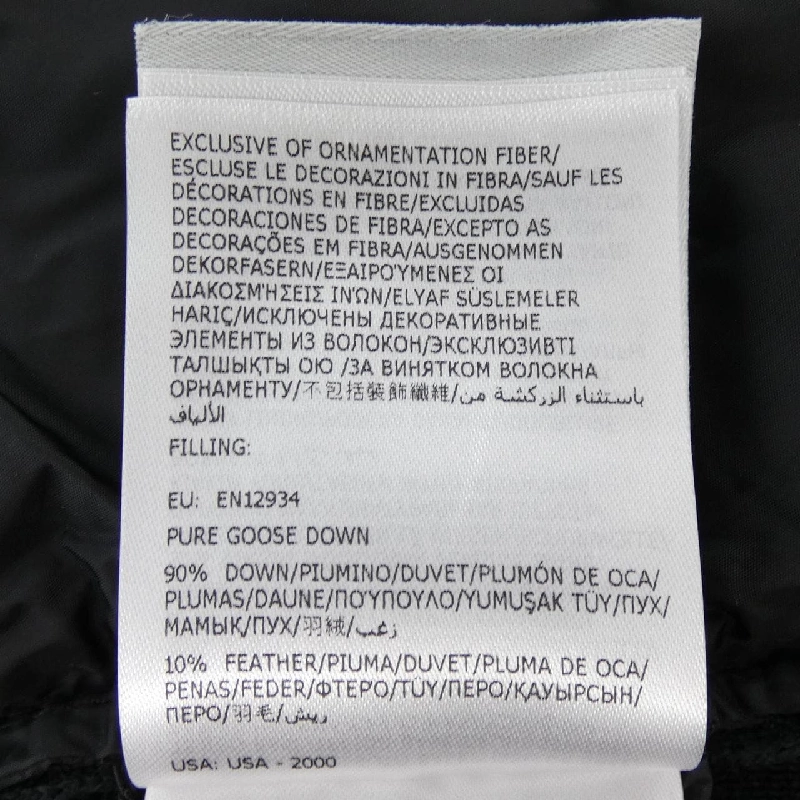 EXCLUSIVE OF ORNAMENTATION FIBER/
ESCLUSE LE DECORAZIONI IN FIBRA/SAUF LES
DÉCORATIONS EN FIBRE/EXCLUIDAS
DECORACIONES DE FIBRA/EXCEPTO AS
DECORAÇÕES EM FIBRA/AUSGENOMMEN
DEKORFASERN/ΕΞΑΙΡΟΎΜΕΝΕΣ ΟΙ
ΔΙΑΚΟΣΜΉΣΕΙΣ ΙΝΏΝ/ELYAF SÜSLEMELER
HARIÇ/ИСКЛЮЧЕНЫ ДЕКОРАТИВНЫЕ
ЭЛЕМЕНТЫ ИЗ ВОЛОКОН/ЭКСКЛЮЗИВТІ
ТАЛШЫҚТЫ ОЮ /ЗА ВИНЯТКОМ ВОЛОКНА
ОРНАМЕНТУ/不包括裝飾纖維/باستثناء الزركشة من
الألياف
FILLING:
EU: EN12934
PURE GOOSE DOWN
90% DOWN/PIUMINO/DUVET/PLUMÓN DE OCA/
PLUMAS/DAUNE/ΠΟΎΠΟΥΛΟ/YUMUŞAK TÜY/ПУХ/
МАМЫҚ/ПУХ/羽絨/زغب
10% FEATHER/PIUMA/DUVET/PLUMA DE OCA/
PENAS/FEDER/ΦΤΕΡΌ/TÜY/ПЕРО/ҚАУЫРСЫН/
ПЕРО/羽毛/ريش
USA: USA - 2000